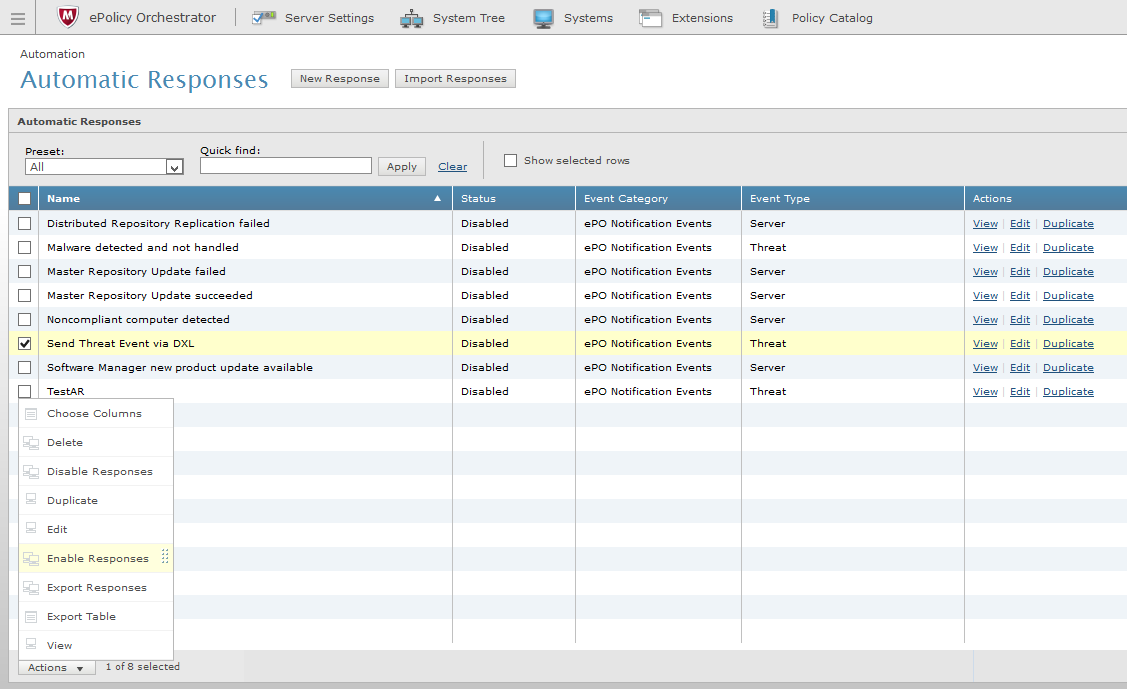 ePolicy Orchestrator Server Settings System Tree Systems Extensions Policy Catalog
Automation
Automatic Responses New Response Import Responses
Automatic Responses
Preset: Quick find:
All Apply Clear Show selected rows
Name Status Event Category Event Type Actions
Distributed Repository Replication failed Disabled ePO Notification Events Server View Edit Duplicate
Malware detected and not handled Disabled ePO Notification Events Threat View Edit Duplicate
Master Repository Update failed Disabled ePO Notification Events Server View Edit Duplicate
Master Repository Update succeeded Disabled ePO Notification Events Server View Edit Duplicate
Noncompliant computer detected Disabled ePO Notification Events Server View Edit Duplicate
Send Threat Event via DXL Disabled ePO Notification Events Threat View Edit Duplicate
Software Manager new product update available Disabled ePO Notification Events Server View Edit Duplicate
TestAR Disabled ePO Notification Events Threat View Edit Duplicate
Choose Columns
Delete
Disable Responses
Duplicate
Edit
Enable Responses
Export Responses
Export Table
View
Actions 1 of 8 selected